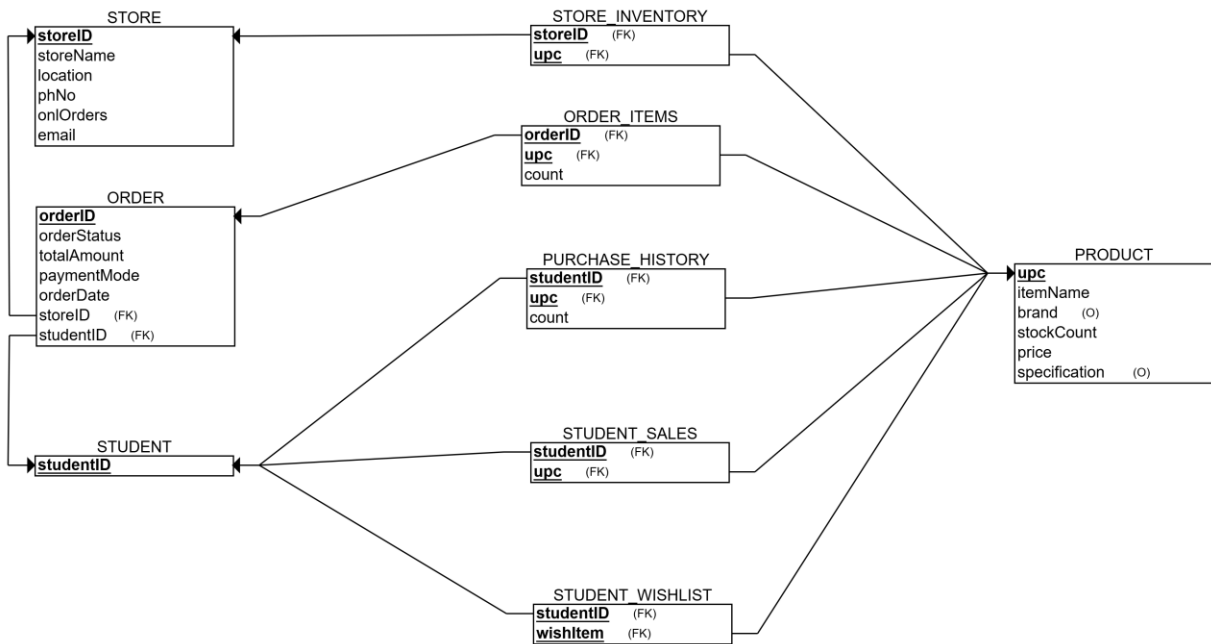 STORE
storeID
storeName
location
phNo
onlOrders
email
ORDER
orderID
orderStatus
totalAmount
paymentMode
orderDate
storeID (FK)
studentID (FK)
STUDENT
studentID
STORE_INVENTORY
storeID (FK)
upc (FK)
ORDER_ITEMS
orderID (FK)
upc (FK)
count
PURCHASE_HISTORY
studentID (FK)
upc (FK)
count
STUDENT_SALES
studentID (FK)
upc (FK)
STUDENT_WISHLIST
studentID (FK)
wishItem (FK)
PRODUCT
upc
itemName
brand (O)
stockCount
price
specification (O)